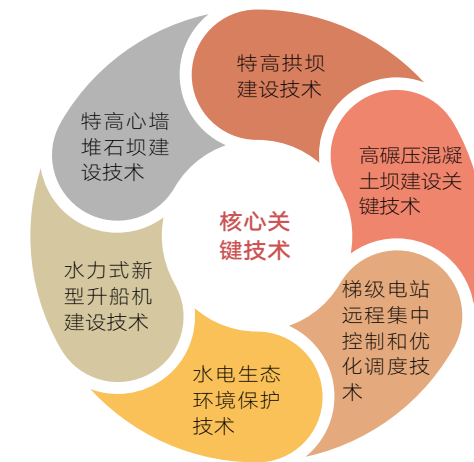 特高拱坝
建设技术
高碾压混凝
土坝建设关
键技术
梯级电站
远程集中
控制和优
化调度技
术
水电生态
环境保护
技术
水力式新
型升船机
建设技术
特高心墙
堆石坝建
设技术
核心关
键技术